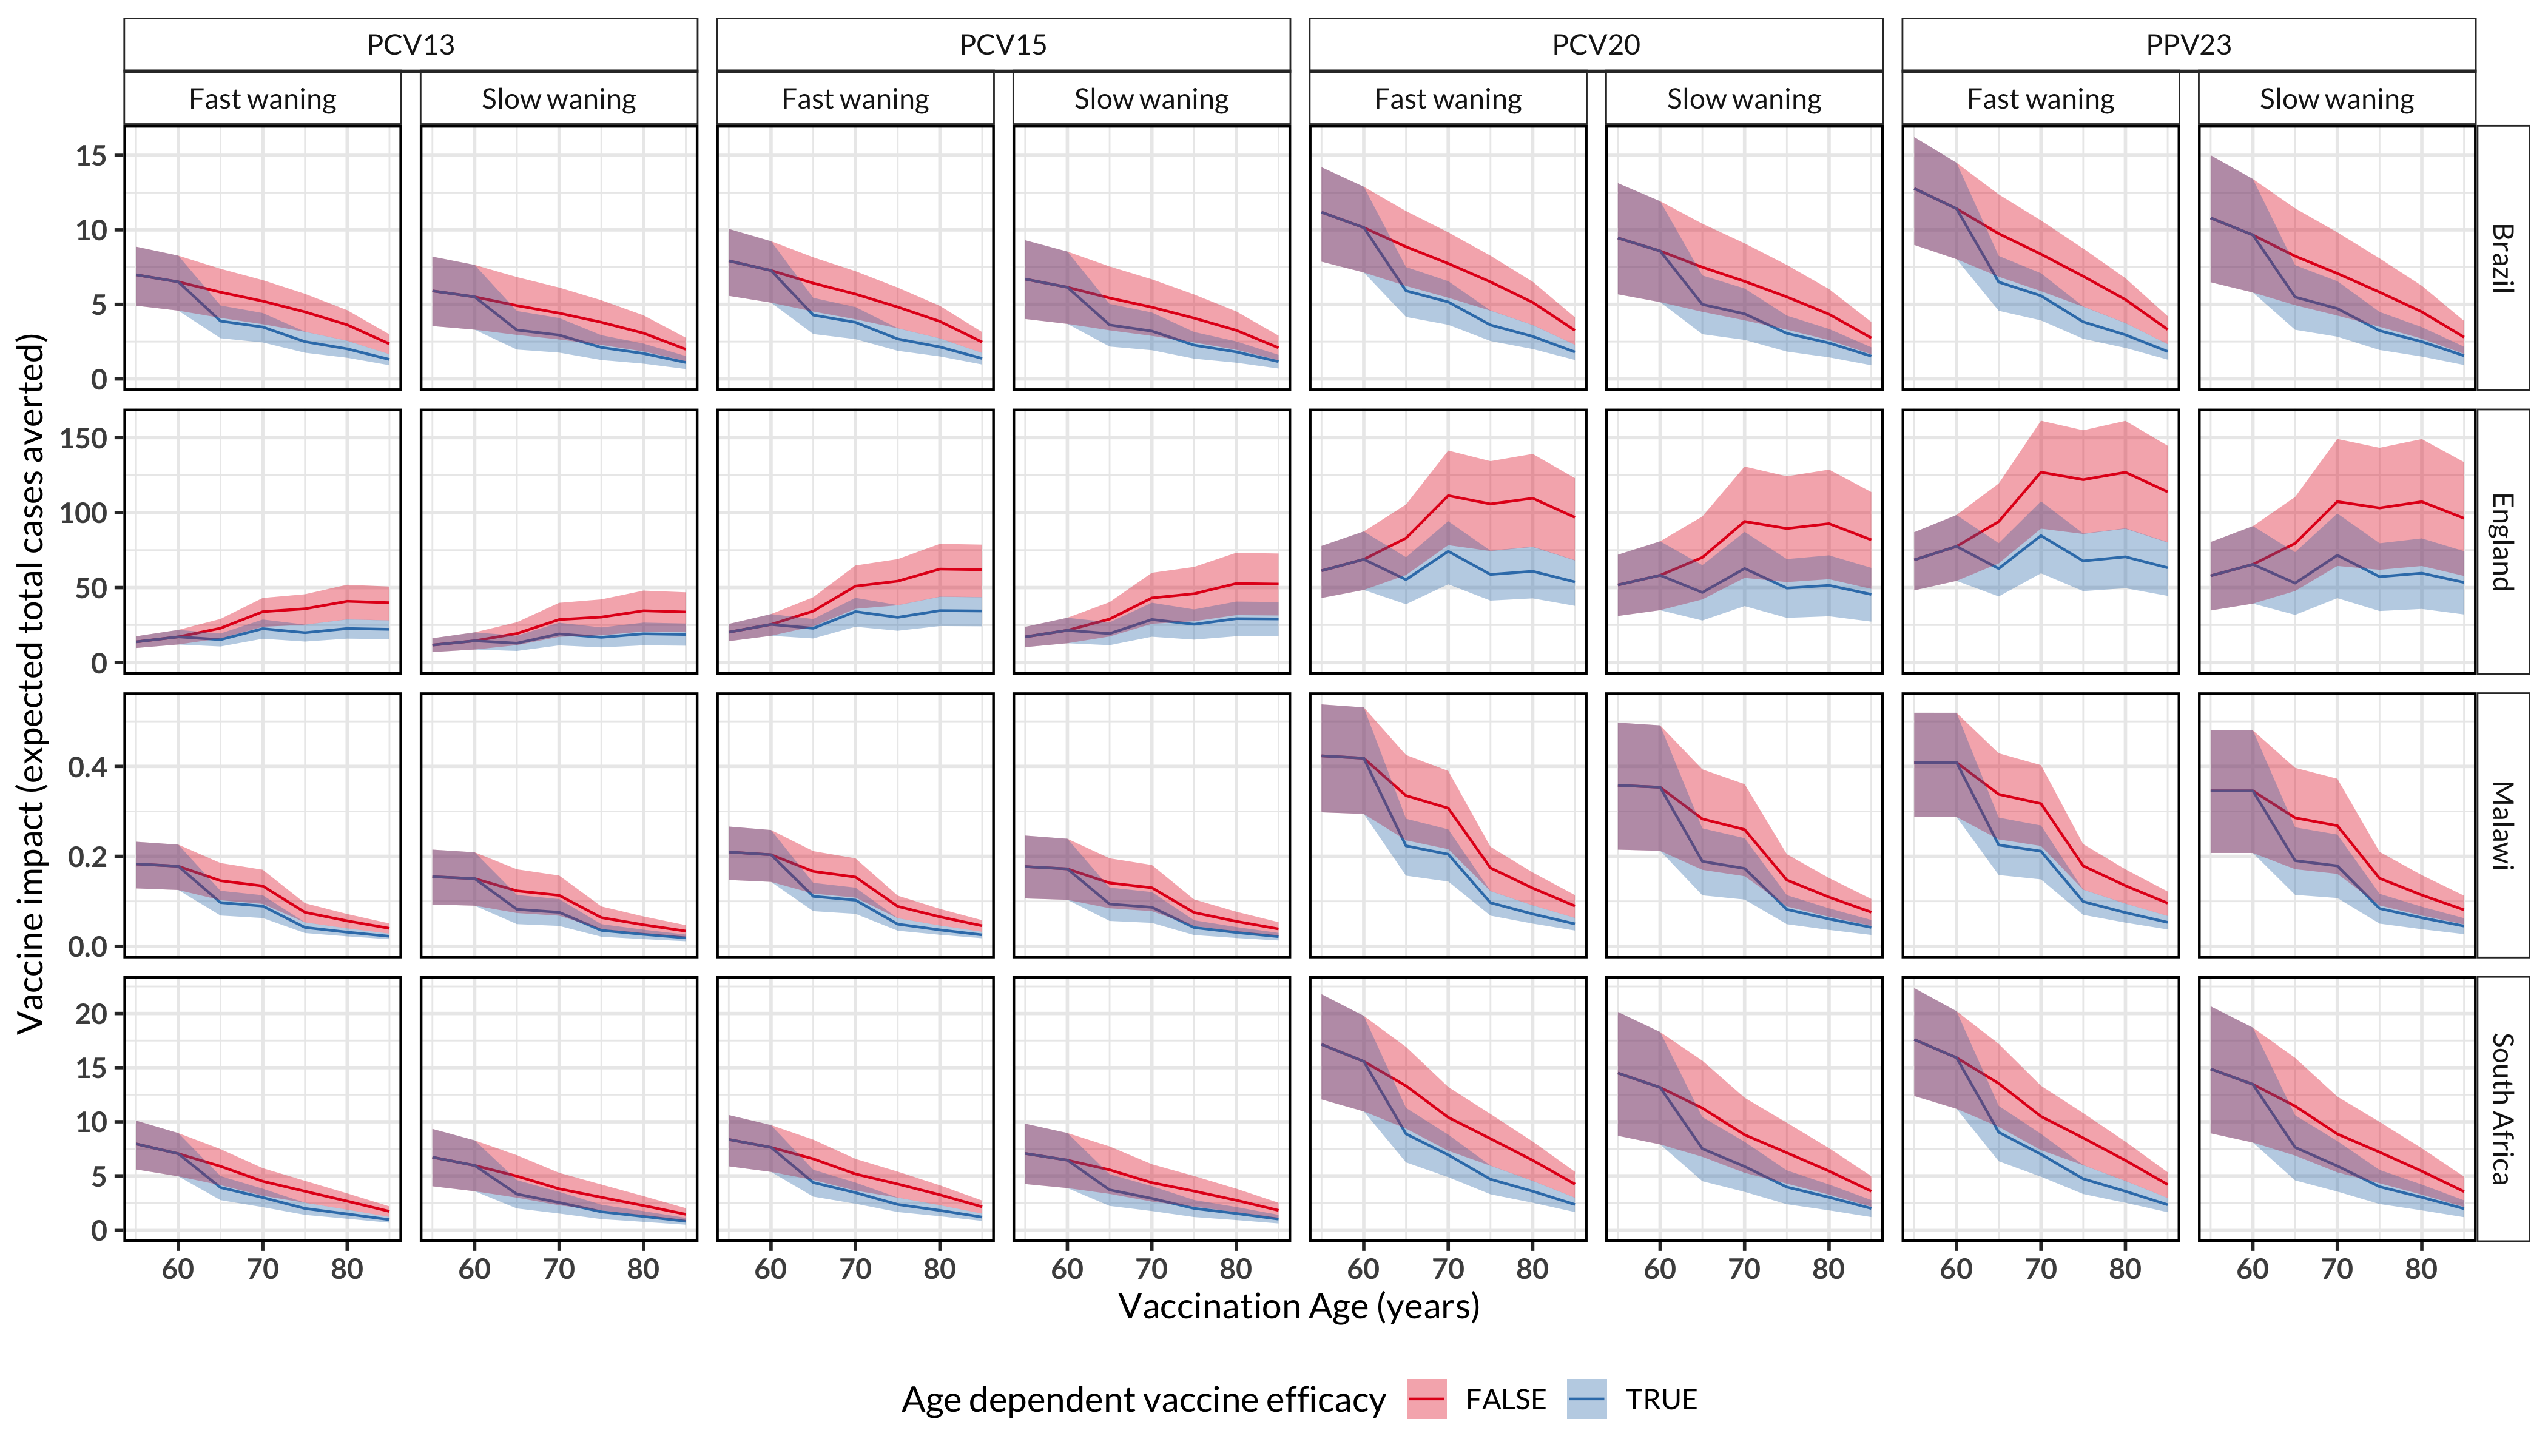 PCV13 PCV15 PCV20 PPV23
Fast waning Slow waning Fast waning Slow waning Fast waning Slow waning Fast waning Slow waning
15
10
5
0
Brazil
150
100
50
0
England
0.4
0.2
0.0
Malawi
20
15
10
5
0
South Africa
Vaccine impact (expected total cases averted)
60 70 80 60 70 80 60 70 80 60 70 80 60 70 80 60 70 80 60 70 80 60 70 80
Vaccination Age (years)
Age dependent vaccine efficacy FALSE TRUE